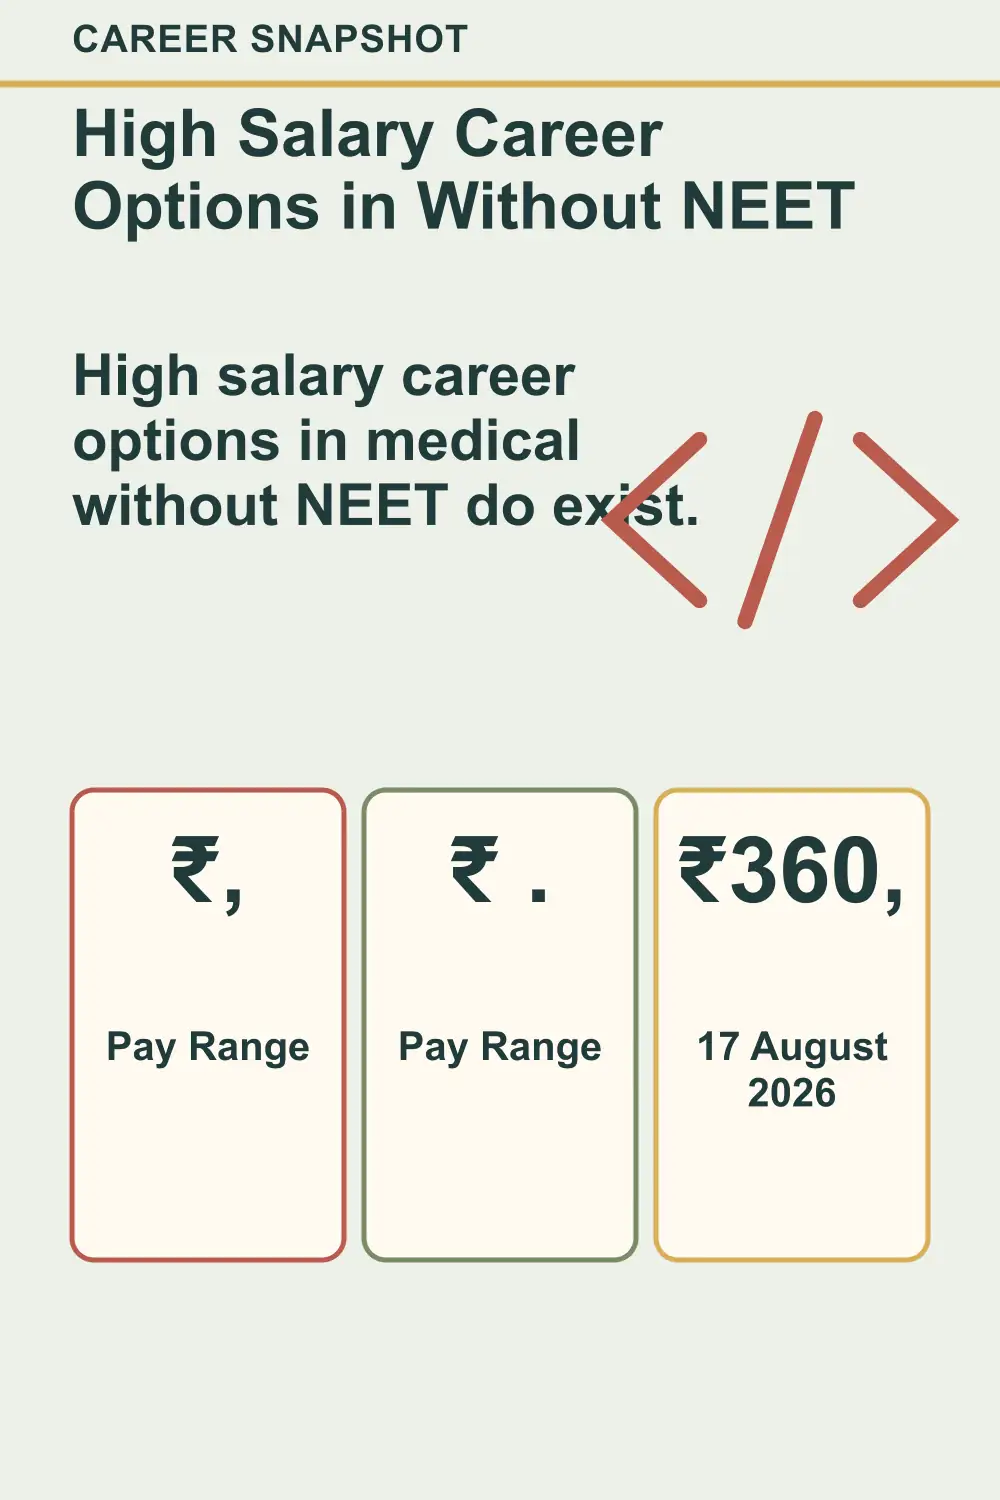 CAREER SNAPSHOT
High Salary Career
Options in Without NEET
High salary career
options in medical
without NEET do exist.
₹,
Pay Range
₹ .
Pay Range
₹360,
17 August
2026